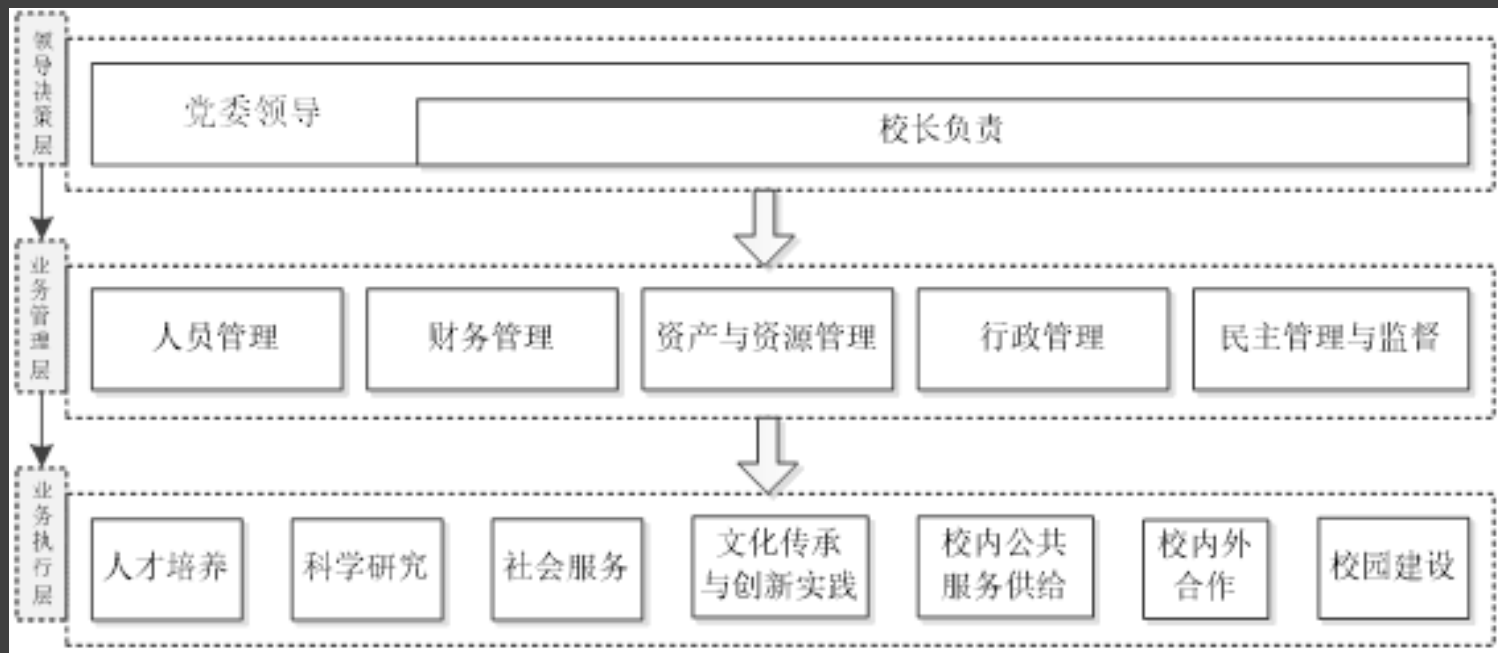 领导决策层
党委领导
校长负责
业务管理层
人员管理
财务管理
资产与资源管理
行政管理
民主管理与监督
业务执行层
人才培养
科学研究
社会服务
文化传承
与创新实践
校内公共
服务供给
校内外
合作
校园建设